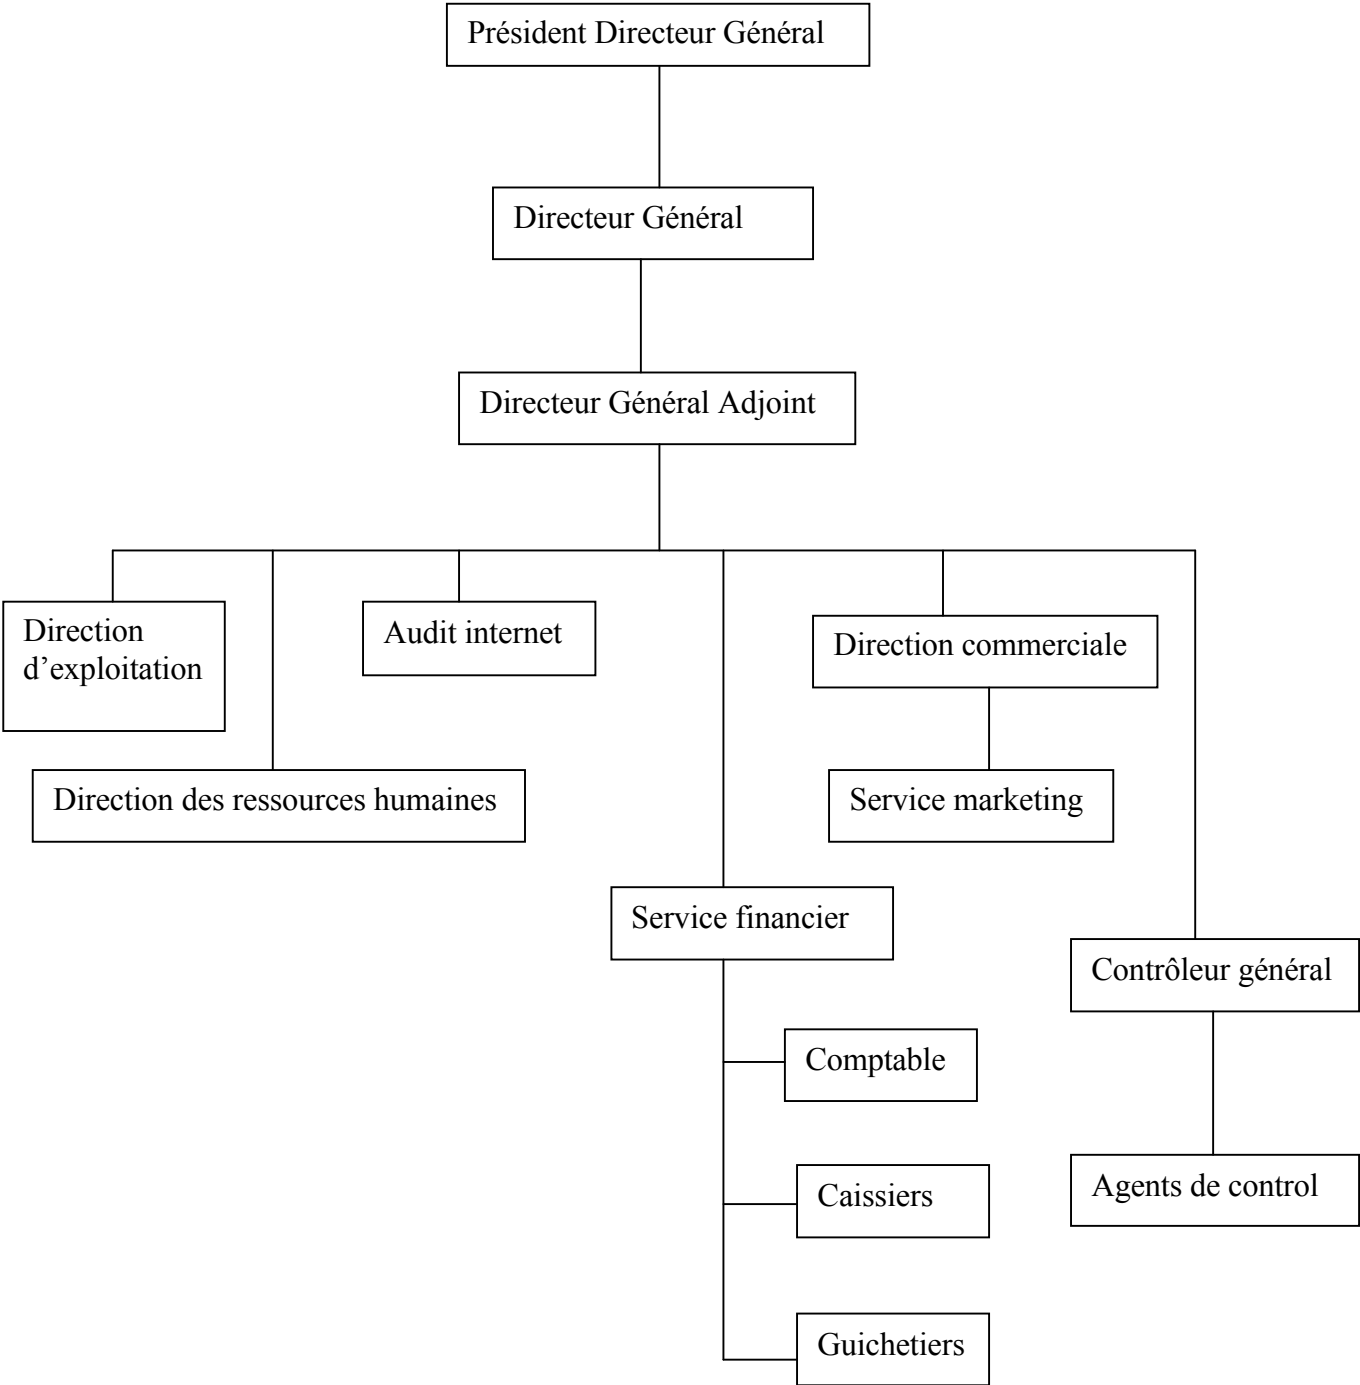 Président Directeur Général
Directeur Général
Directeur Général Adjoint
Direction
d’exploitation
Audit internet
Direction commerciale
Direction des ressources humaines
Service marketing
Service financier
Contrôleur général
Comptable
Caissiers
Agents de control
Guichetiers